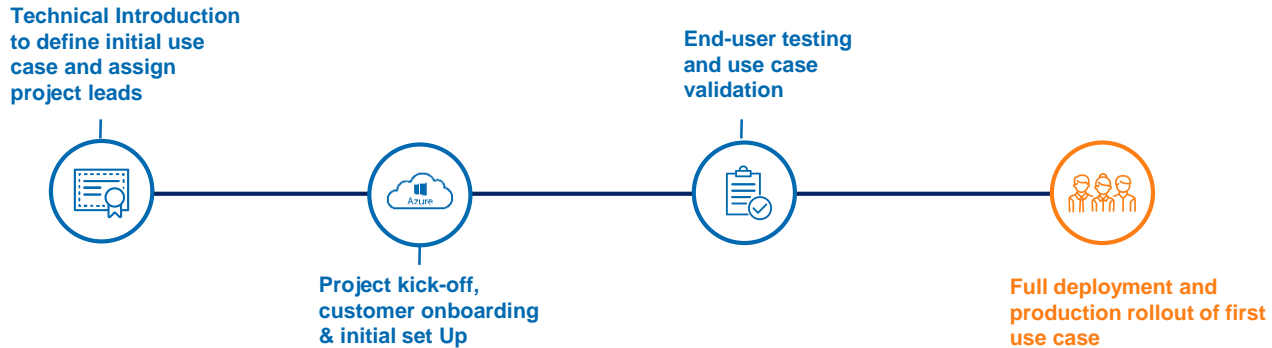 Technical Introduction
to define initial use
case and assign
project leads
Azure
Project kick-off,
customer onboarding
& initial set Up
End-user testing
and use case
validation
Full deployment and
production rollout of first
use case